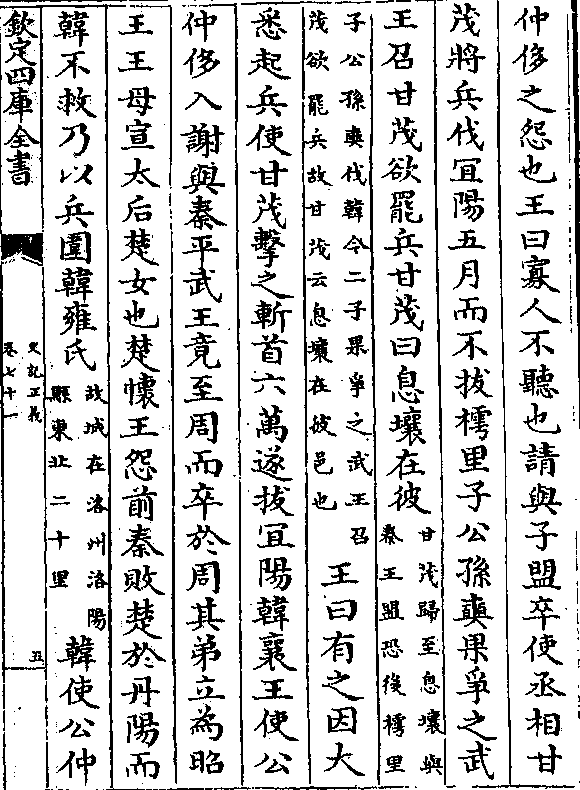 仲侈之怨也王曰寡人不聽也請與子盟卒使丞相甘
茂將兵伐宜陽五月而不拔樗里子公孫奭果爭之武
王召甘茂欲罷兵甘茂曰息壤在彼
甘茂歸至息壤與
秦王盟恐後樗里
子公孫奭伐韓今二子果爭之武王召
茂欲罷兵故甘茂云息壤在彼邑也
王曰有之因大
悉起兵使甘茂擊之斬首六萬遂拔宜陽韓襄王使公
仲侈入謝與秦平武王竟至周而卒於周其弟立為昭
王王母宣太后楚女也楚懷王怨前秦敗楚於丹陽而
韓不救乃以兵圍韓雍氏
故城在洛州洛陽
縣東北二十里
韓使公仲
欽定四庫全書
史記正義
卷七十一
五